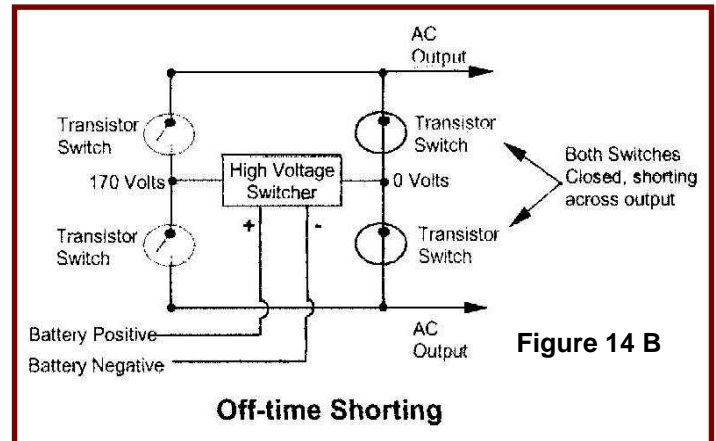 AC
Output
Transistor
Switch
Transistor
Switch
Both Switches
Closed, shorting
across output
170 Volts
High Voltage
Switcher
0 Volts
+
-
Transistor
Switch
Transistor
Switch
Battery Positive
Battery Negative
AC
Output
Figure 14 B
Off-time Shorting